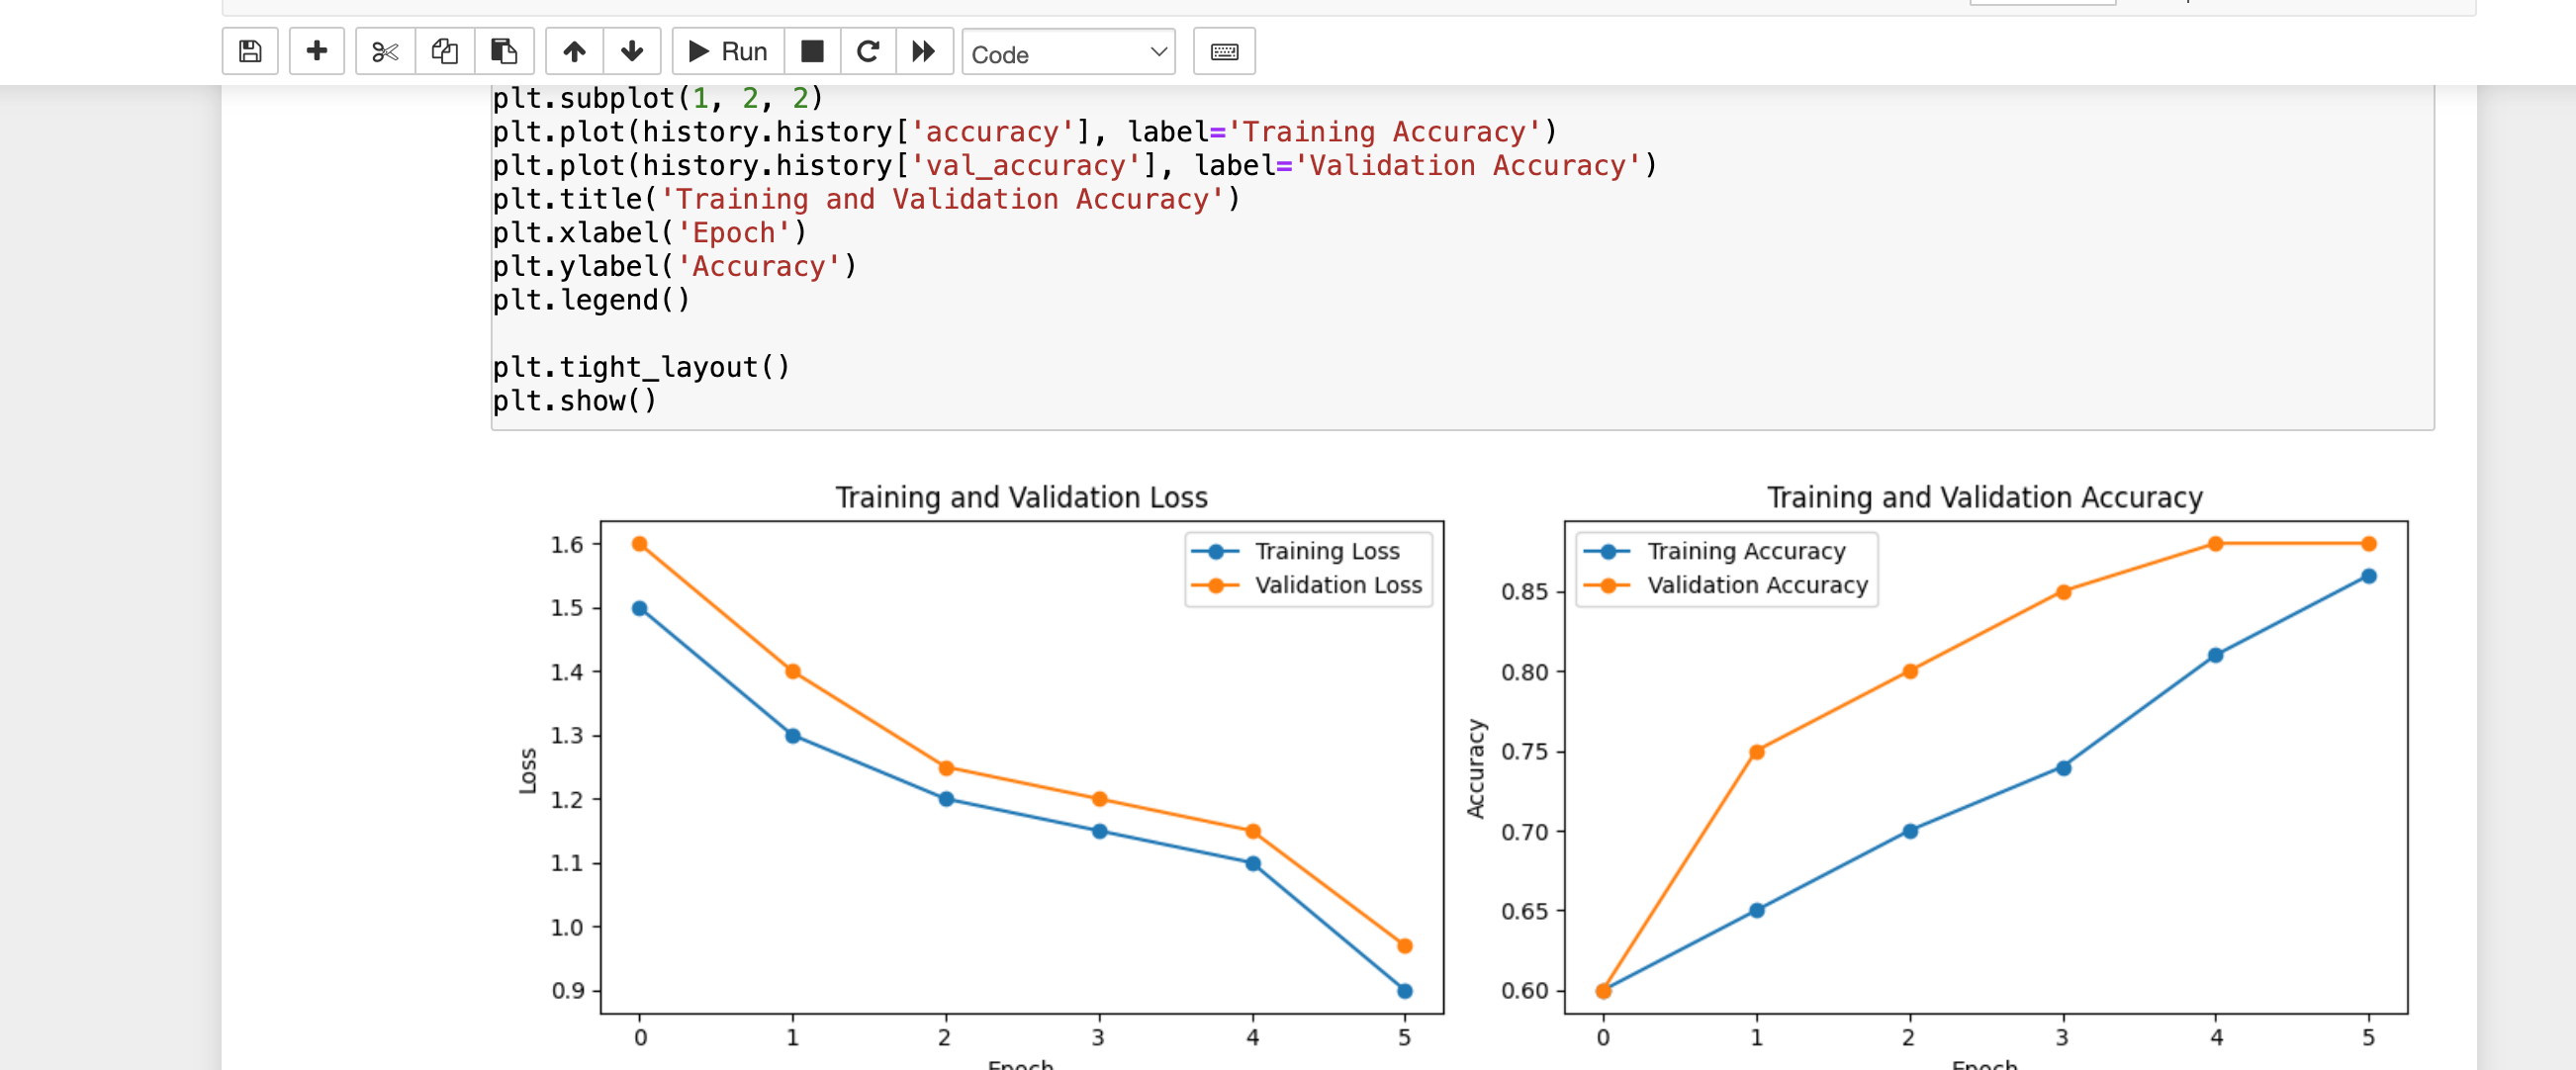 Run
Code
plt.subplot(1, 2, 2)
plt.plot(history.history['accuracy'], label='Training Accuracy')
plt.plot(history.history['val_accuracy'], label='Validation Accuracy')
plt.title('Training and Validation Accuracy')
plt.xlabel('Epoch')
plt.ylabel('Accuracy')
plt.legend()
plt.tight_layout()
plt.show()
Training and Validation Loss
Training Loss
Validation Loss
1.6
1.5
1.4
1.3
1.2
1.1
1.0
0.9
Loss
0 1 2 3 4 5
Epoch
Training and Validation Accuracy
Training Accuracy
Validation Accuracy
0.85
0.80
0.75
0.70
0.65
0.60
Accuracy
0 1 2 3 4 5
Epoch